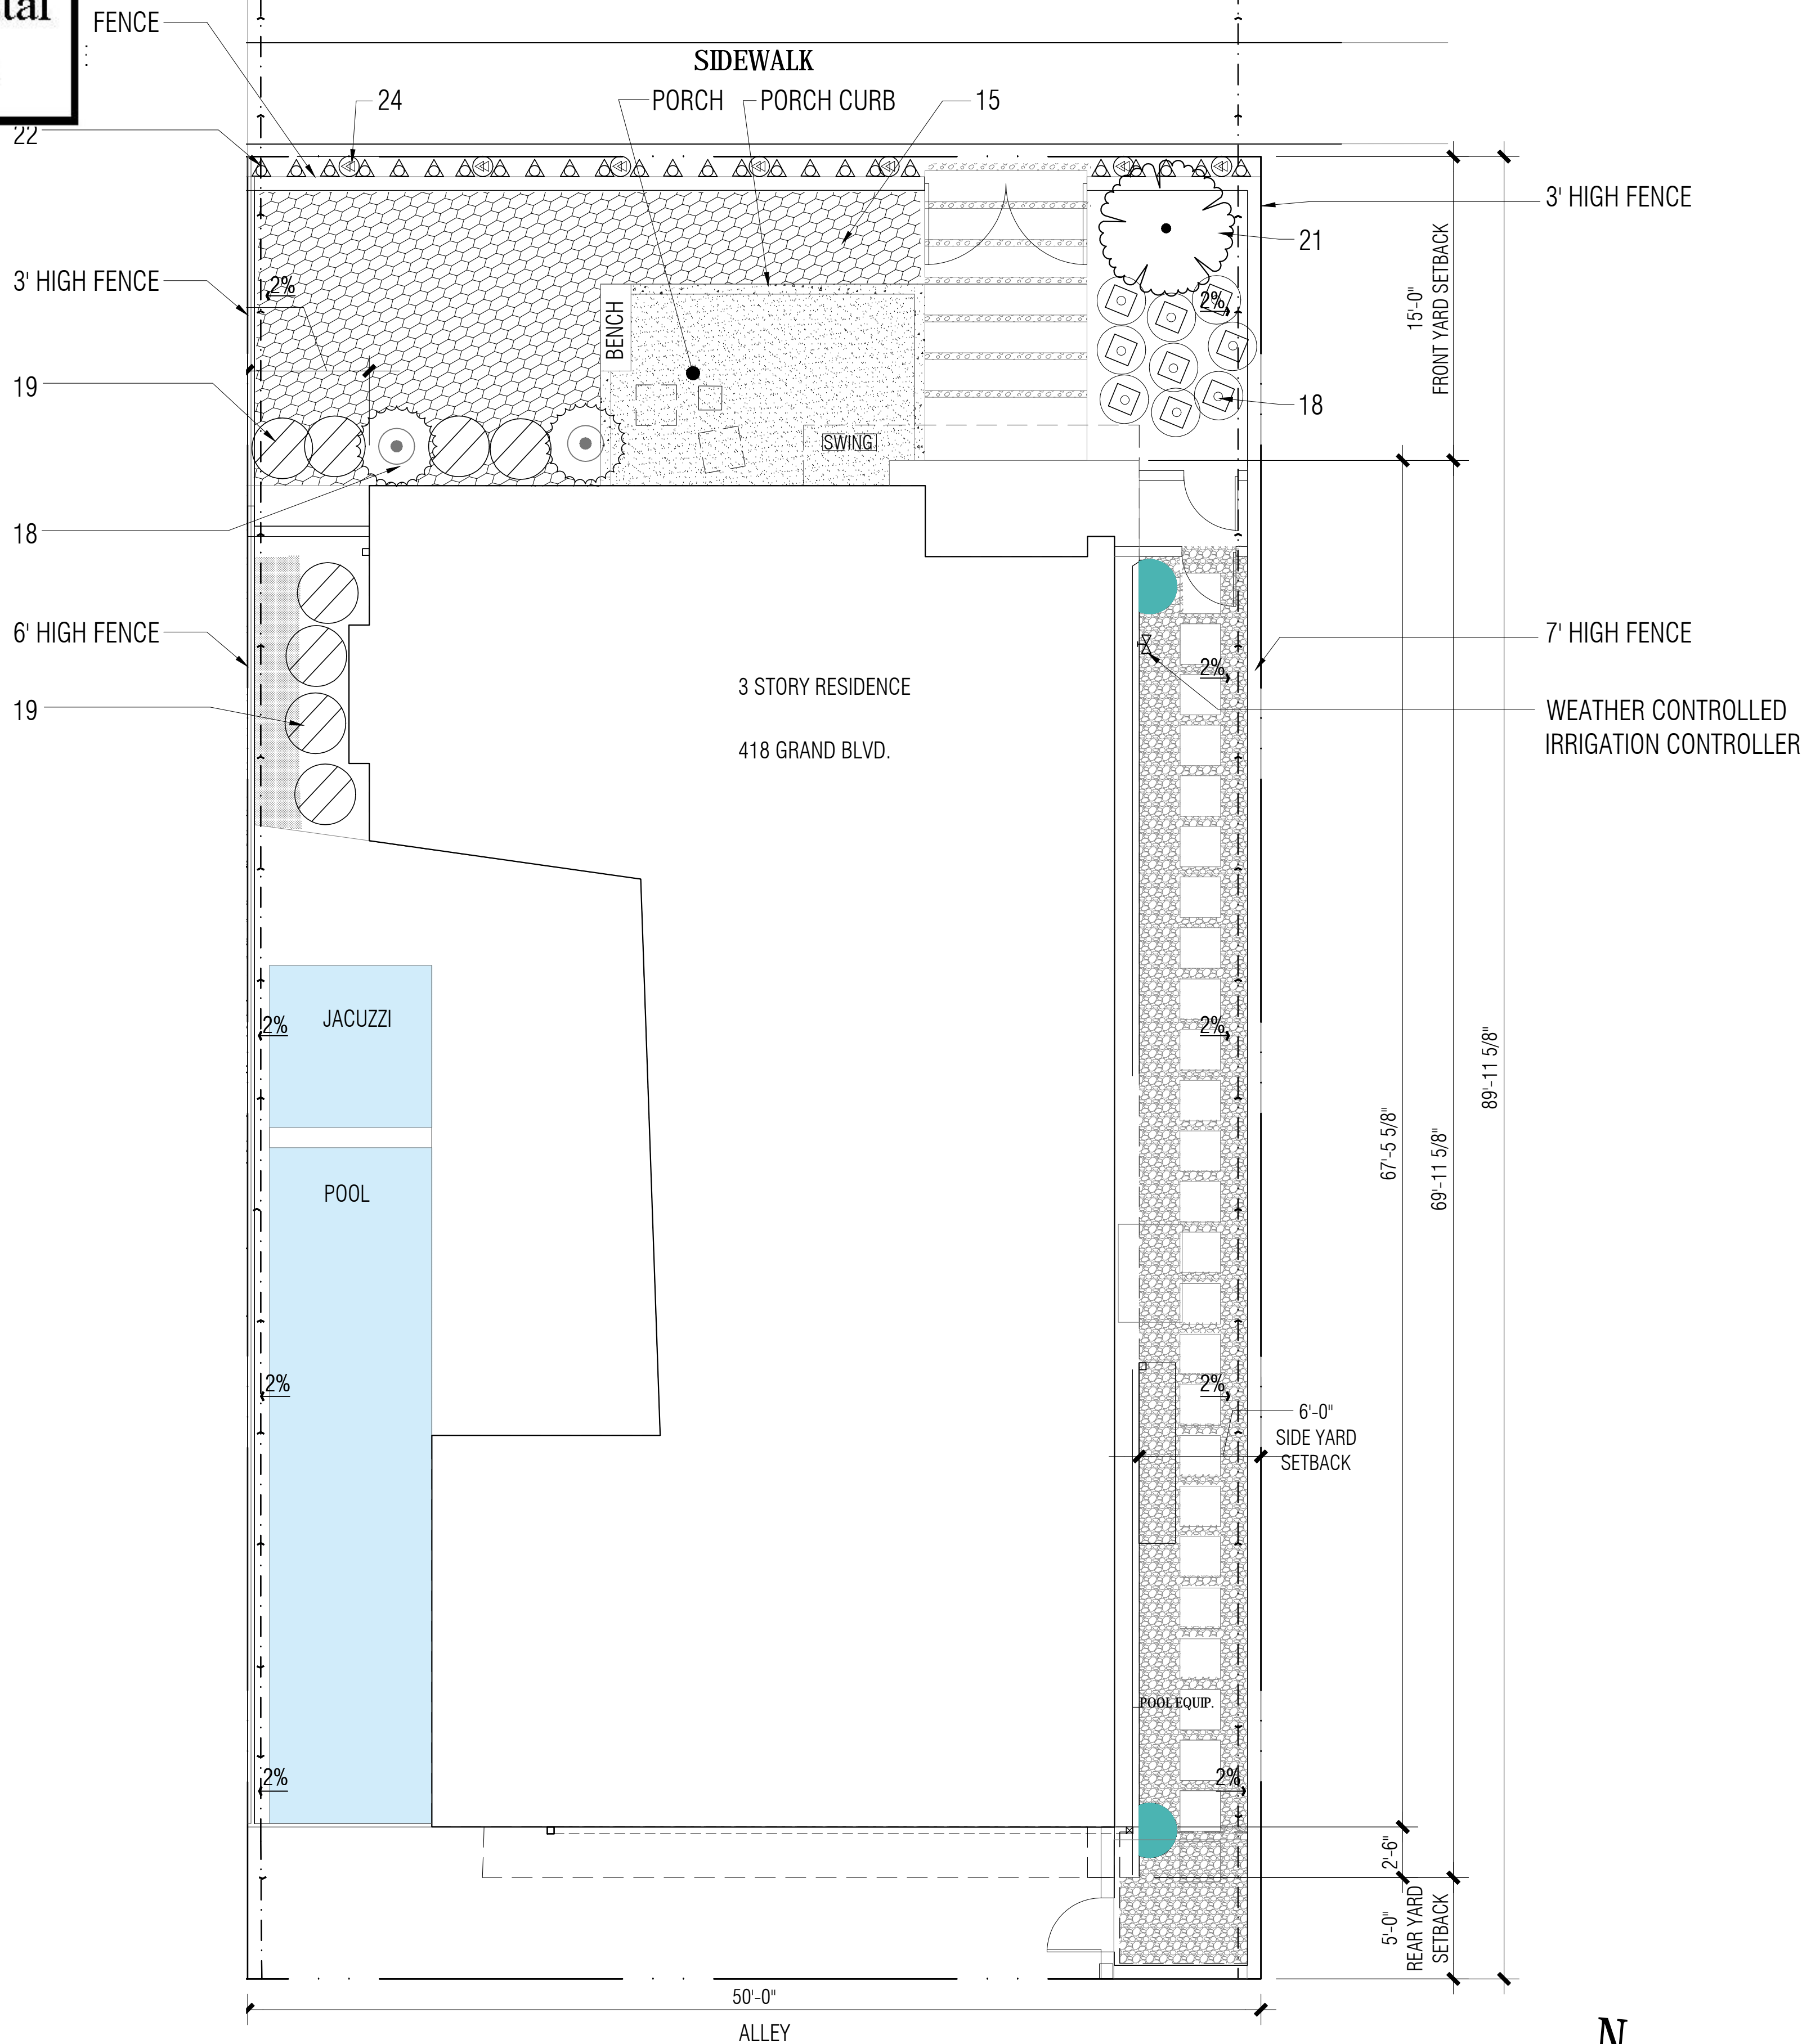 tal
FENCE
SIDEWALK
24
PORCH
PORCH CURB
15
22
3' HIGH FENCE
21
3' HIGH FENCE
2%
2%
BENCH
15'-0"
FRONT YARD SETBACK
19
18
SWING
18
6' HIGH FENCE
7' HIGH FENCE
2%
3 STORY RESIDENCE
19
WEATHER CONTROLLED
IRRIGATION CONTROLLER
418 GRAND BLVD.
JACUZZI
2%
2%
89'-11 5/8"
67'-5 5/8"
69'-11 5/8"
POOL
2%
2%
6'-0"
SIDE YARD
SETBACK
POOL EQUIP.
2%
2%
2'-6"
5'-0"
REAR YARD
SETBACK
50'-0"
ALLEY
N